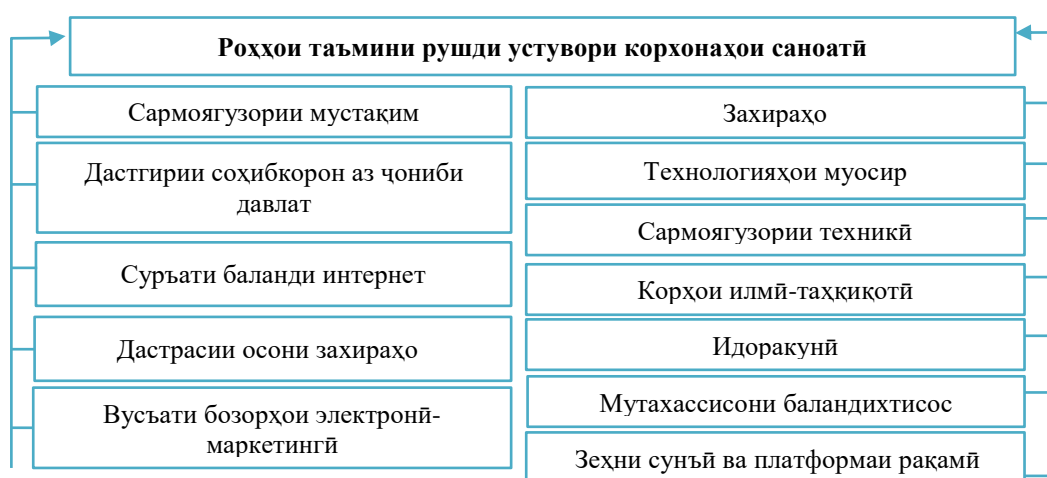 Роҳҳои таъмини рушди устувори корхонаҳои саноатӣ
Сармоягузории мустақим
Дастгирии соҳибкорон аз ҷониби
давлат
Суръати баланди интернет
Дастрасии осони захираҳо
Вусъати бозорҳои электронӣ-
маркетингӣ
Захираҳо
Технологияҳои муосир
Сармоягузории техникӣ
Корҳои илмӣ-таҳқиқотӣ
Идоракунӣ
Мутахассисони баландихтисос
Зеҳни сунъӣ ва платформаи рақамӣ